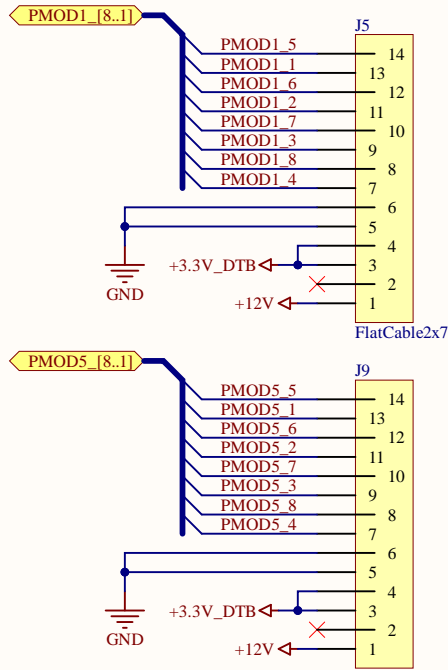 PMOD1_[8..1]
J5
PMOD1_5 14
PMOD1_1 13
PMOD1_6 12
PMOD1_2 11
PMOD1_7 10
PMOD1_3 9
PMOD1_8 8
PMOD1_4 7
6
5
4
+3.3V_DTB 3
GND
2
+12V 1
FlatCable2x7
PMOD5_[8..1]
J9
PMOD5_5 14
PMOD5_1 13
PMOD5_6 12
PMOD5_2 11
PMOD5_7 10
PMOD5_3 9
PMOD5_8 8
PMOD5_4 7
6
5
4
+3.3V_DTB 3
GND
2
+12V 1